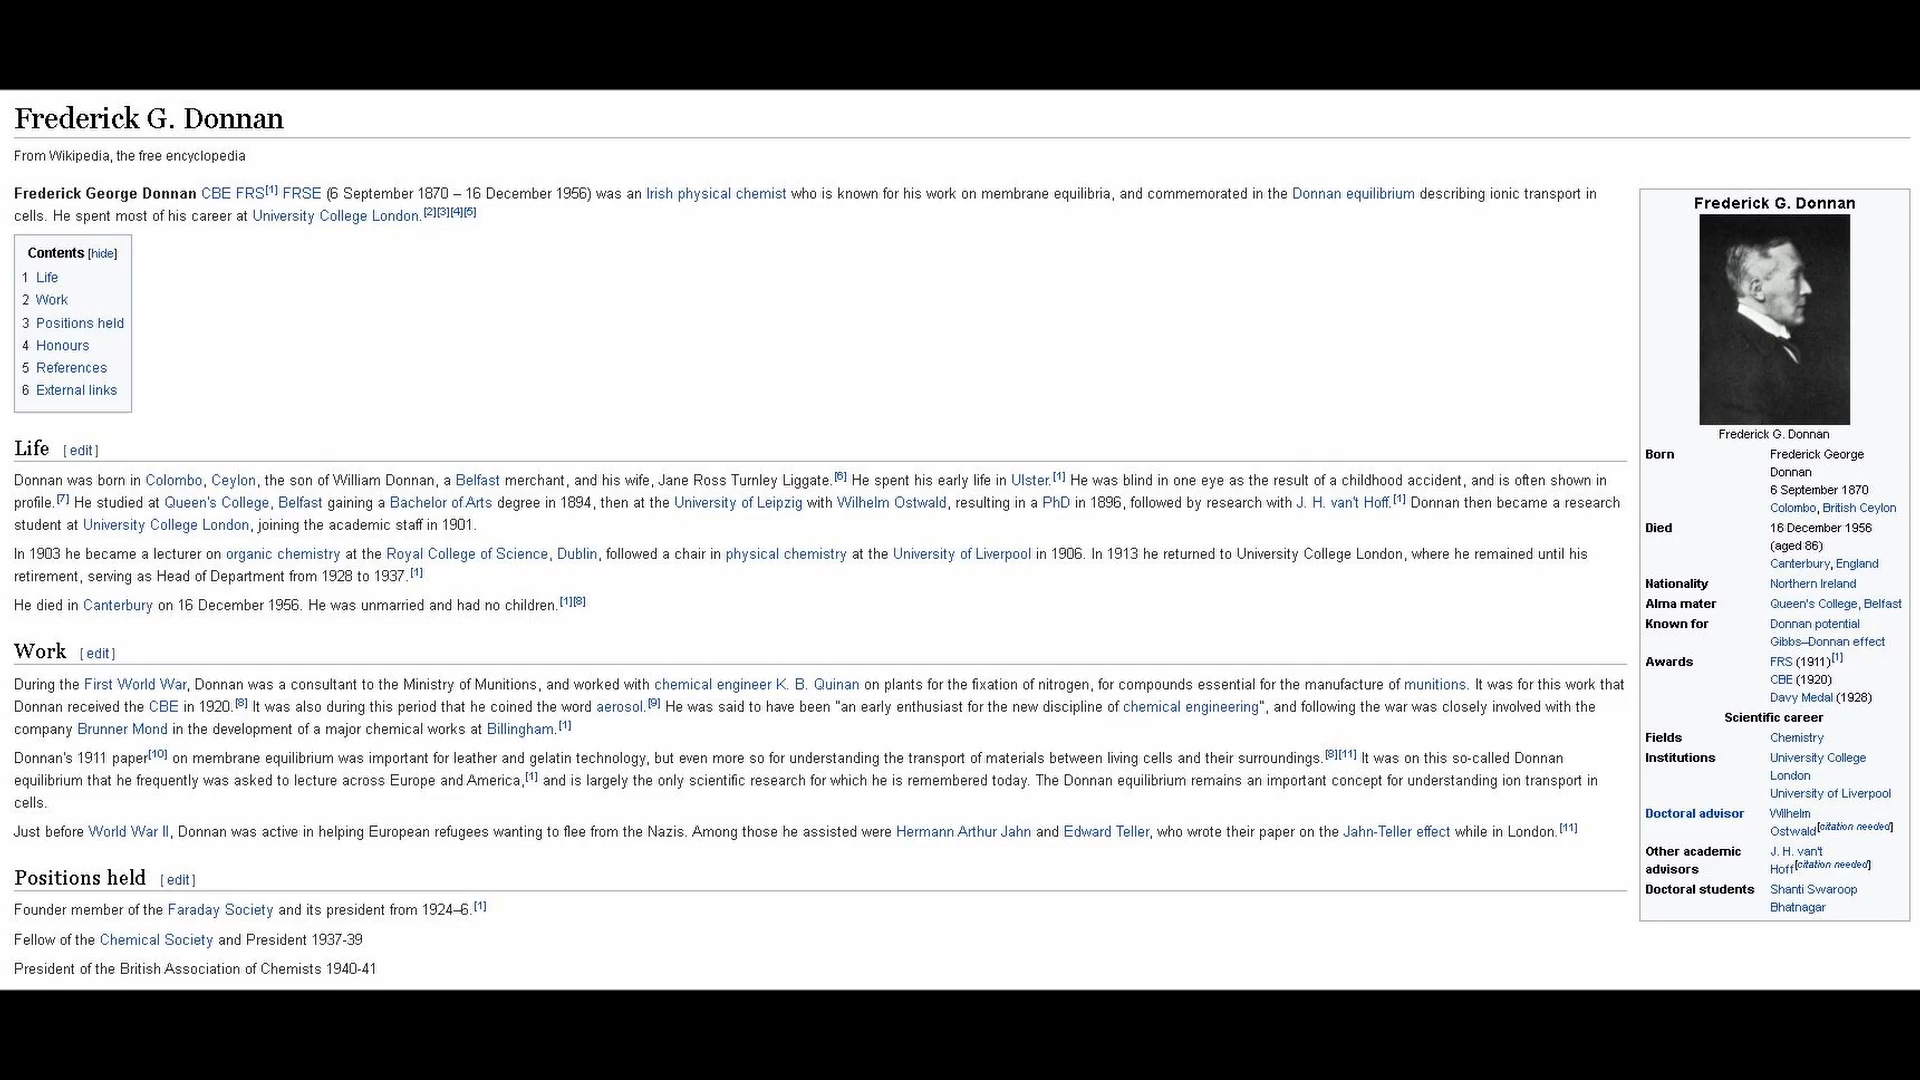 Frederick G. Donnan
From Wikipedia, the free encyclopedia
Frederick George Donnan CBE FRS[1] FRSE (6 September 1870 – 16 December 1956) was an Irish physical chemist who is known for his work on membrane equilibria, and commemorated in the Donnan equilibrium describing ionic transport in
cells. He spent most of his career at University College London.[2][3][4][5]
Contents [hide]
1 Life
2 Work
3 Positions held
4 Honours
5 References
6 External links
Life [ edit ]
Donnan was born in Colombo, Ceylon, the son of William Donnan, a Belfast merchant, and his wife, Jane Ross Turnley Liggate.[6] He spent his early life in Ulster.[1] He was blind in one eye as the result of a childhood accident, and is often shown in
profile.[7] He studied at Queen's College, Belfast gaining a Bachelor of Arts degree in 1894, then at the University of Leipzig with Wilhelm Ostwald, resulting in a PhD in 1896, followed by research with J. H. van't Hoff.[1] Donnan then became a research
student at University College London, joining the academic staff in 1901.
In 1903 he became a lecturer on organic chemistry at the Royal College of Science, Dublin, followed a chair in physical chemistry at the University of Liverpool in 1906. In 1913 he returned to University College London, where he remained until his
retirement, serving as Head of Department from 1928 to 1937.[1]
He died in Canterbury on 16 December 1956. He was unmarried and had no children.[1][8]
Work [ edit ]
During the First World War, Donnan was a consultant to the Ministry of Munitions, and worked with chemical engineer K. B. Quinan on plants for the fixation of nitrogen, for compounds essential for the manufacture of munitions. It was for this work that
Donnan received the CBE in 1920.[8] It was also during this period that he coined the word aerosol.[9] He was said to have been "an early enthusiast for the new discipline of chemical engineering", and following the war was closely involved with the
company Brunner Mond in the development of a major chemical works at Billingham.[1]
Donnan's 1911 paper[10] on membrane equilibrium was important for leather and gelatin technology, but even more so for understanding the transport of materials between living cells and their surroundings.[8][11] It was on this so-called Donnan
equilibrium that he frequently was asked to lecture across Europe and America,[1] and is largely the only scientific research for which he is remembered today. The Donnan equilibrium remains an important concept for understanding ion transport in
cells.
Just before World War II, Donnan was active in helping European refugees wanting to flee from the Nazis. Among those he assisted were Hermann Arthur Jahn and Edward Teller, who wrote their paper on the Jahn-Teller effect while in London.[11]
Positions held [ edit ]
Founder member of the Faraday Society and its president from 1924–6.[1]
Fellow of the Chemical Society and President 1937-39
President of the British Association of Chemists 1940-41
Frederick G. Donnan
Frederick G. Donnan
Born Frederick George
Donnan
6 September 1870
Colombo, British Ceylon
Died 16 December 1956
(aged 86)
Canterbury, England
Nationality Northern Ireland
Alma mater Queen's College, Belfast
Known for Donnan potential
Gibbs–Donnan effect
Awards FRS (1911)[1]
CBE (1920)
Davy Medal (1928)
Scientific career
Fields Chemistry
Institutions University College
London
University of Liverpool
Doctoral advisor Wilhelm
Ostwald[citation needed]
Other academic J. H. van't
advisors Hoff[citation needed]
Doctoral students Shanti Swaroop
Bhatnagar